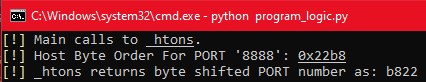 C:\Windows\system32\cmd.exe - python program_logic.py
[!] Main calls to _htons.
[!] Host Byte Order For PORT '8888': 0x22b8
[!] _htons returns byte shifted PORT number as: b822